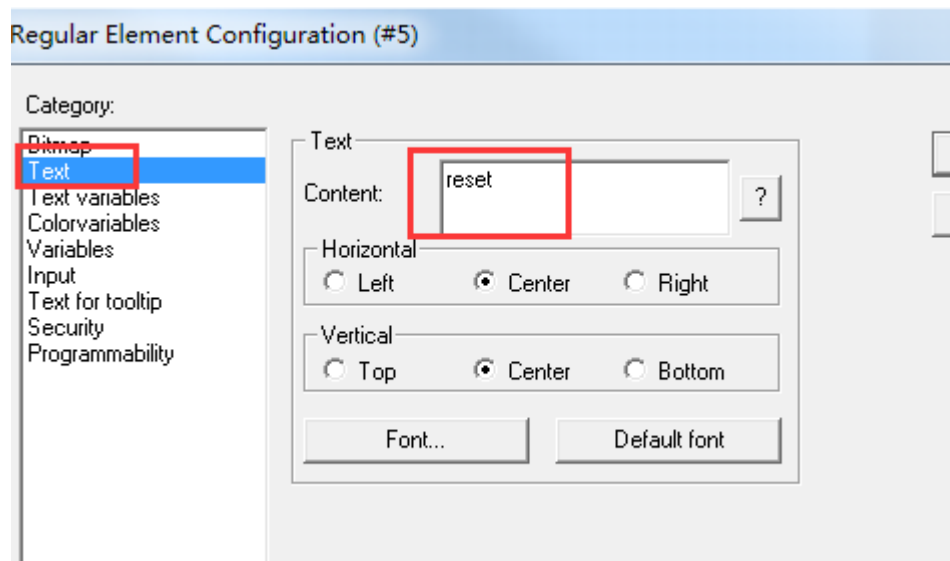 Regular Element Configuration (#5)
Category:
Bitmap
Text
Text variables
Colorvariables
Variables
Input
Text for tooltip
Security
Programmability
Text
Content:
reset
?
Horizontal
Left
Center
Right
Vertical
Top
Center
Bottom
Font...
Default font